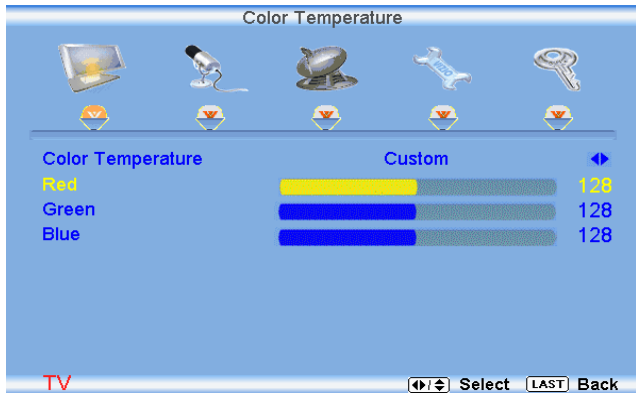 Color Temperature
Color Temperature Custom
Red 128
Green 128
Blue 128
TV Select LAST Back